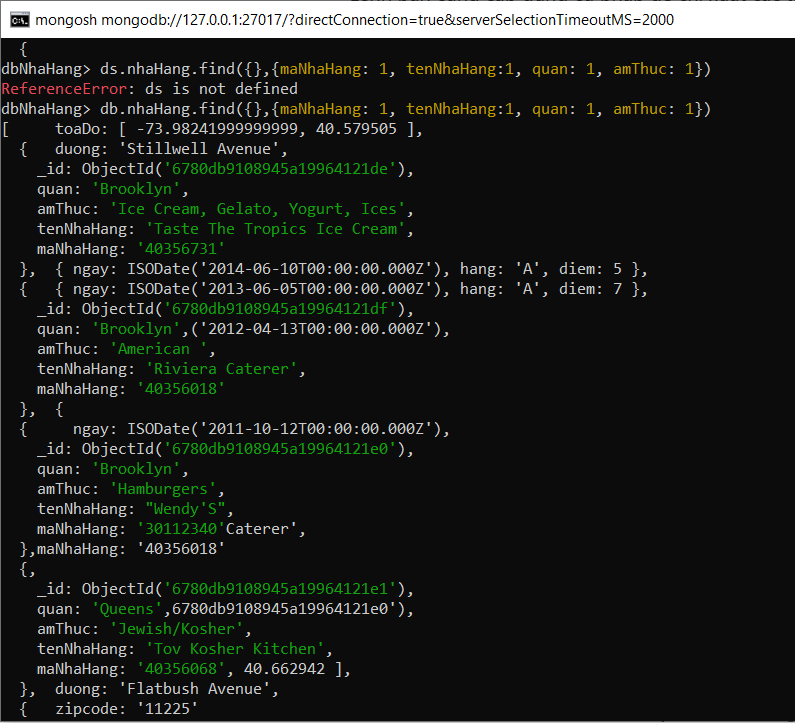 mongosh mongodb://127.0.0.1:27017/?directConnection=true&serverSelectionTimeoutMS=2000
  {
dbNhaHang> ds.nhaHang.find({},{maNhaHang: 1, tenNhaHang:1, quan: 1, amThuc: 1})
ReferenceError: ds is not defined
dbNhaHang> db.nhaHang.find({},{maNhaHang: 1, tenNhaHang:1, quan: 1, amThuc: 1})
[     toaDo: [ -73.98241999999999, 40.579505 ],
  {   duong: 'Stillwell Avenue',
    _id: ObjectId('6780db9108945a19964121de'),
    quan: 'Brooklyn',
    amThuc: 'Ice Cream, Gelato, Yogurt, Ices',
    tenNhaHang: 'Taste The Tropics Ice Cream',
    maNhaHang: '40356731'
  },  { ngay: ISODate('2014-06-10T00:00:00.000Z'), hang: 'A', diem: 5 },
  {   { ngay: ISODate('2013-06-05T00:00:00.000Z'), hang: 'A', diem: 7 },
    _id: ObjectId('6780db9108945a19964121df'),
    quan: 'Brooklyn',('2012-04-13T00:00:00.000Z'),
    amThuc: 'American ',
    tenNhaHang: 'Riviera Caterer',
    maNhaHang: '40356018'
  },  {
  {     ngay: ISODate('2011-10-12T00:00:00.000Z'),
    _id: ObjectId('6780db9108945a19964121e0'),
    quan: 'Brooklyn',
    amThuc: 'Hamburgers',
    tenNhaHang: "Wendy'S",
    maNhaHang: '30112340'Caterer',
  },maNhaHang: '40356018'
  {,
    _id: ObjectId('6780db9108945a19964121e1'),
    quan: 'Queens',6780db9108945a19964121e0'),
    amThuc: 'Jewish/Kosher',
    tenNhaHang: 'Tov Kosher Kitchen',
    maNhaHang: '40356068', 40.662942 ],
  },  duong: 'Flatbush Avenue',
  {   zipcode: '11225'